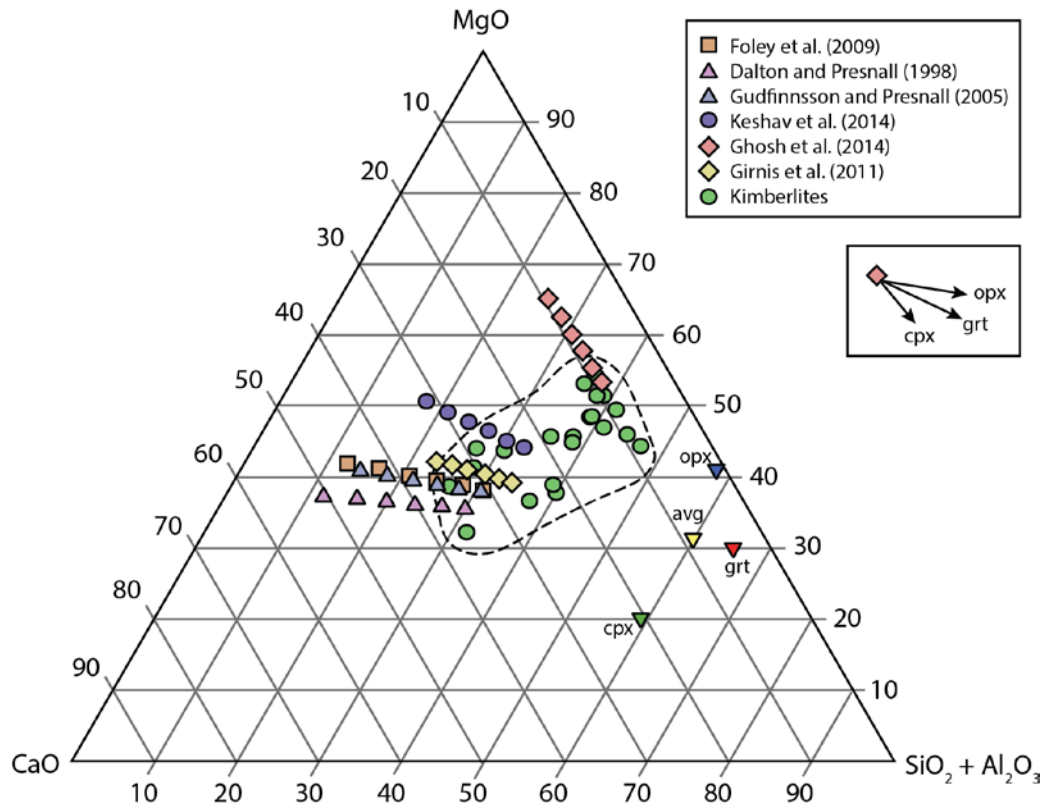 MgO
Foley et al. (2009)
Dalton and Presnall (1998)
Gudfinnsson and Presnall (2005)
Keshav et al. (2014)
Ghosh et al. (2014)
Girnis et al. (2011)
Kimberlites
10
90
20
80
30
70
opx
grt
cpx
40
60
50
50
60
opx
40
avg
70
30
grt
80
cpx
20
90
10
CaO
SiO₂ + Al₂O₃
10 20 30 40 50 60 70 80 90